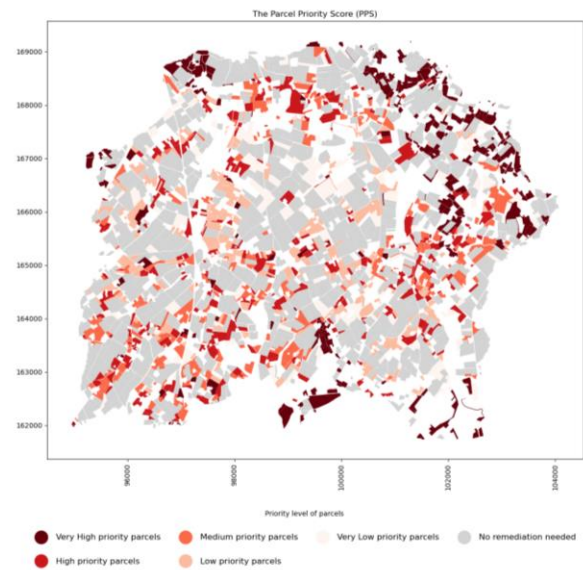 The Parcel Priority Score (PPS)
169000
168000
167000
166000
165000
164000
163000
162000
96000
98000
100000
102000
104000
Priority level of parcels
Very High priority parcels
Medium priority parcels
Very Low priority parcels
No remediation needed
High priority parcels
Low priority parcels